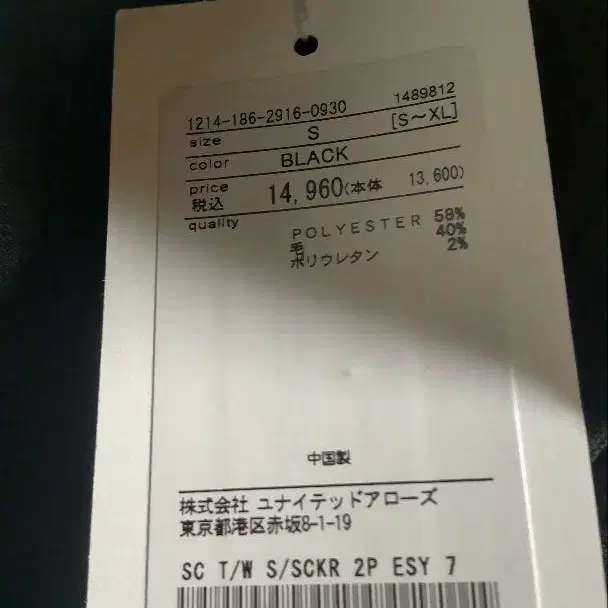 1214-186-2916-0930 1489812
size S [S~XL]
color BLACK
price 税込 14,960(本体 13,600)
quality POLYESTER 58%
毛 40%
ポリウレタン 2%
中国製
株式会社 ユナイテッドアローズ
東京都港区赤坂8-1-19
SC T/W S/SCKR 2P ESY 7